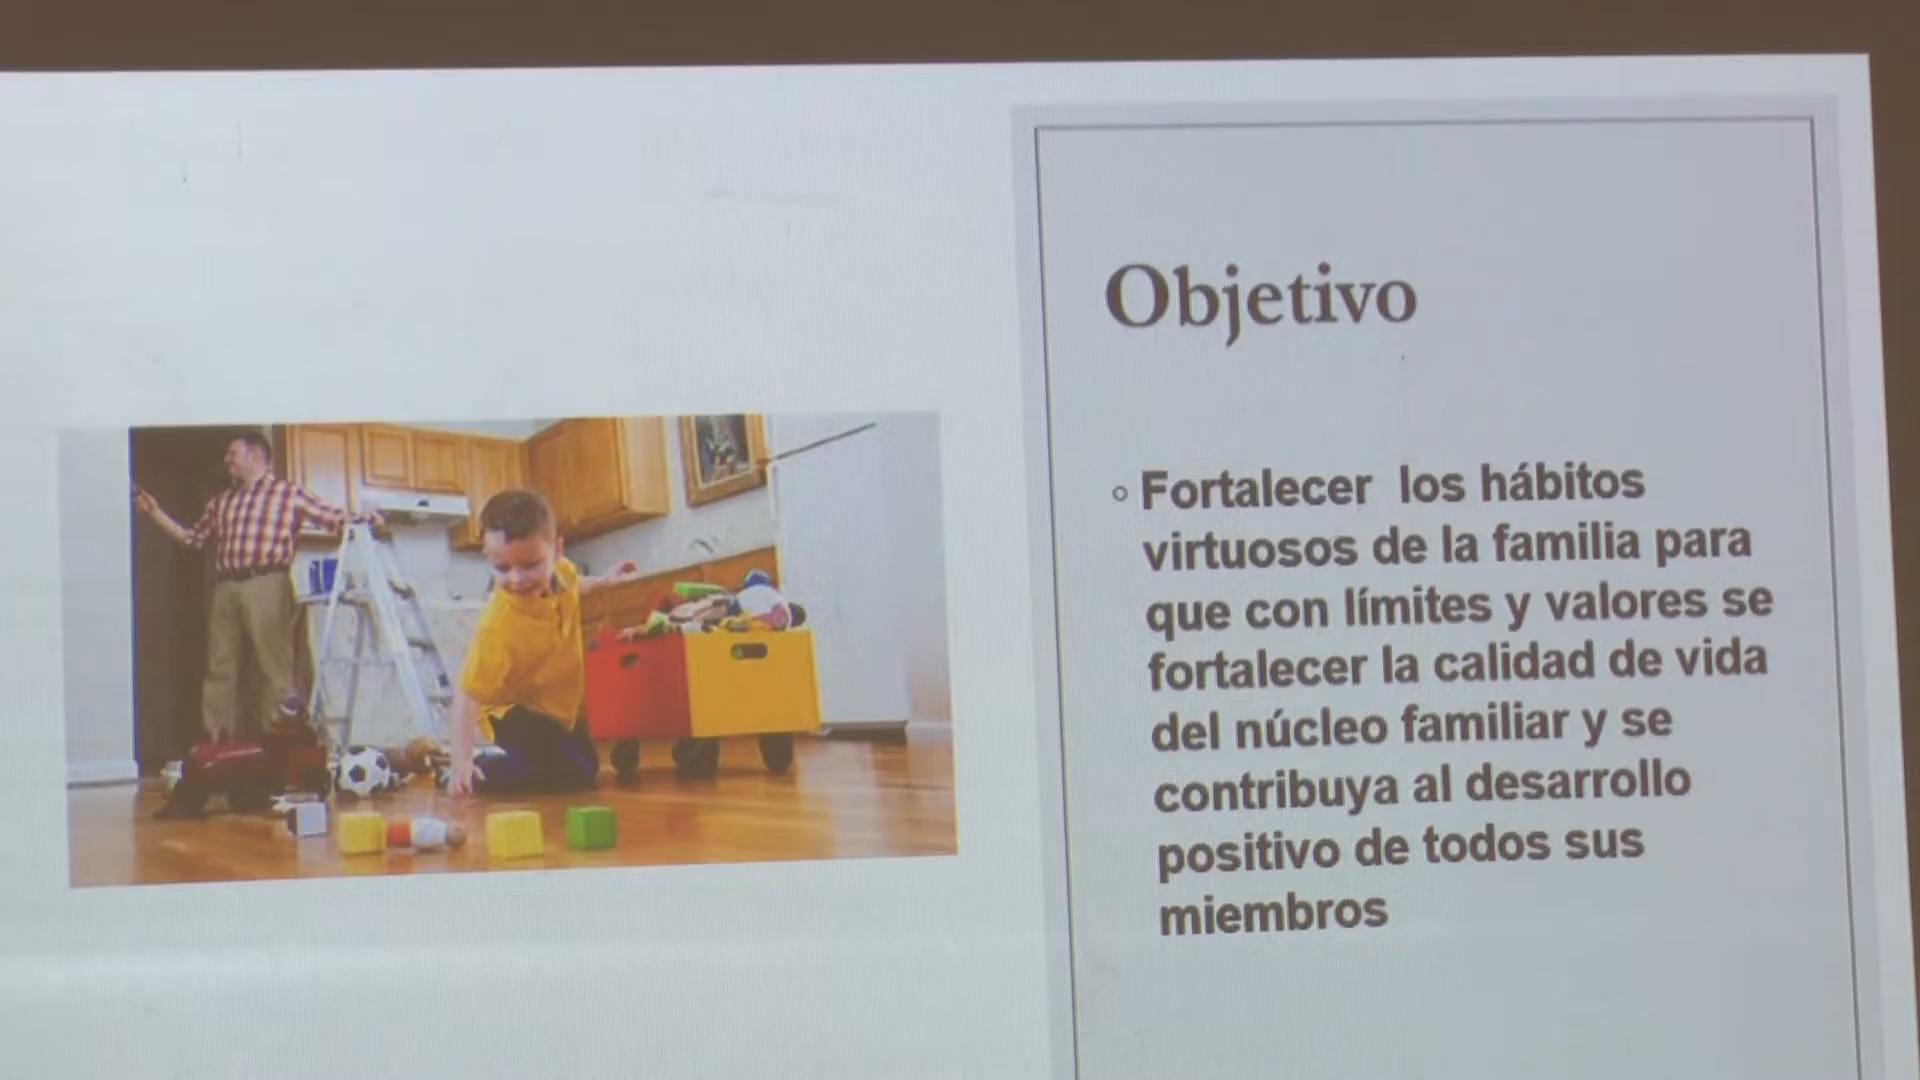 Objetivo
◦ Fortalecer los hábitos
virtuosos de la familia para
que con límites y valores se
fortalecer la calidad de vida
del núcleo familiar y se
contribuya al desarrollo
positivo de todos sus
miembros